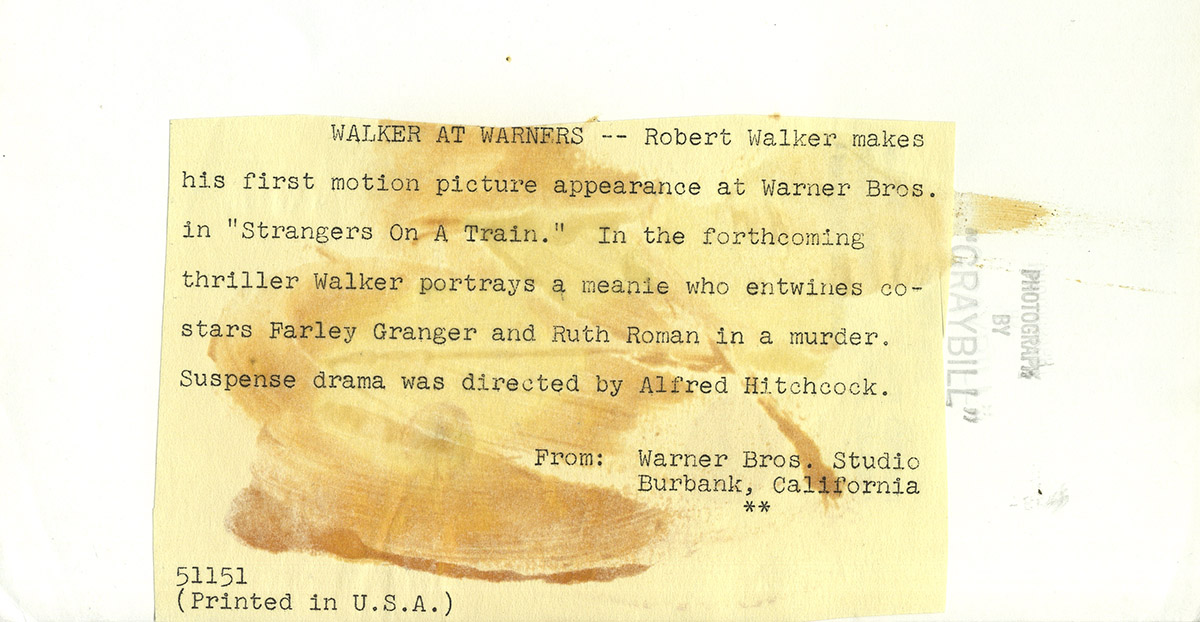 WALKER AT WARNERS -- Robert Walker makes
his first motion picture appearance at Warner Bros.
in "Strangers On A Train."  In the forthcoming
thriller Walker portrays a meanie who entwines co-
stars Farley Granger and Ruth Roman in a murder.
Suspense drama was directed by Alfred Hitchcock.
From:  Warner Bros. Studio
Burbank, California
**
51151
(Printed in U.S.A.)
PHOTOGRAPH
BY
"GRAYBILL"